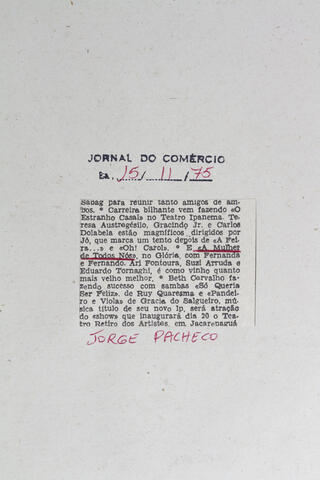 JORNAL DO COMÉRCIO
Em, 15/11/75
Sabag para reunir tanto amigos de am-
bos. * Carreira bilhante vem fazendo «O
Estranho Casal» no Teatro Ipanema. Te-
resa Austregésilo, Gracindo Jr. e Carlos
Dolabela estão magníficos dirigidos por
Jô, que marca um tento depois de «A Fei-
ra...» e «Oh! Carol». * E «A Mulher
de Todos Nós», no Glória, com Fernanda
e Fernando. Ari Fontoura, Suzi Arruda e
Eduardo Tornaghi, é como vinho quanto
mais velho melhor. * Beth Carvalho fa-
zendo sucesso com sambas «Só Queria
Ser Feliz», de Ruy Quaresma e «Pandei-
ro e Viola» de Gracia do Salgueiro, mú-
sica título de seu novo lp, será atração
do «show» que inaugurará dia 20 o Tea-
tro Retiro dos Artistas, em Jacarepaguá
JORGE PACHECO